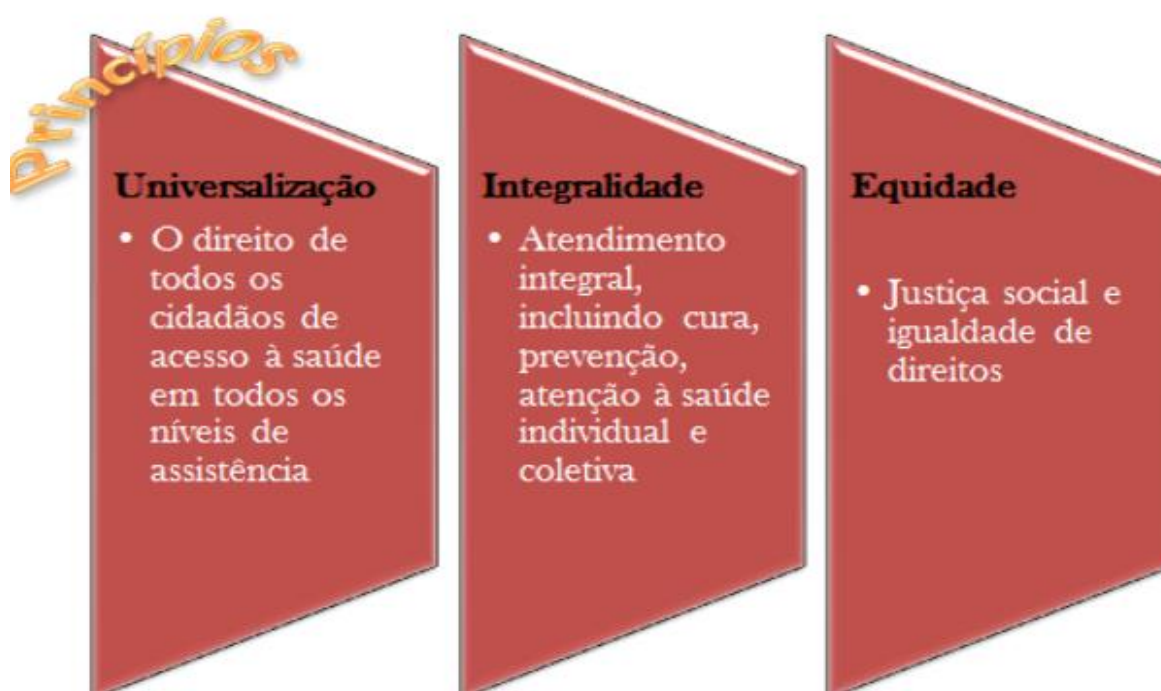 Princípios
Universalização
• O direito de
todos os
cidadãos de
acesso à saúde
em todos os
níveis de
assistência
Integralidade
• Atendimento
integral,
incluindo cura,
prevenção,
atenção à saúde
individual e
coletiva
Equidade
• Justiça social e
igualdade de
direitos